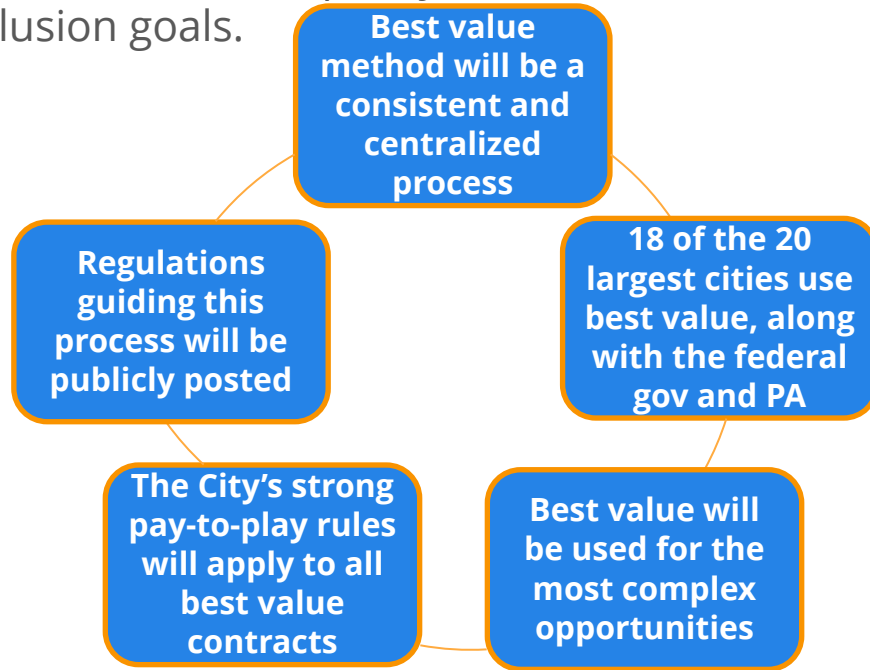 lusion goals.
Best value
method will be a
consistent and
centralized
process
18 of the 20
largest cities use
best value, along
with the federal
gov and PA
Best value will
be used for the
most complex
opportunities
The City’s strong
pay-to-play rules
will apply to all
best value
contracts
Regulations
guiding this
process will be
publicly posted